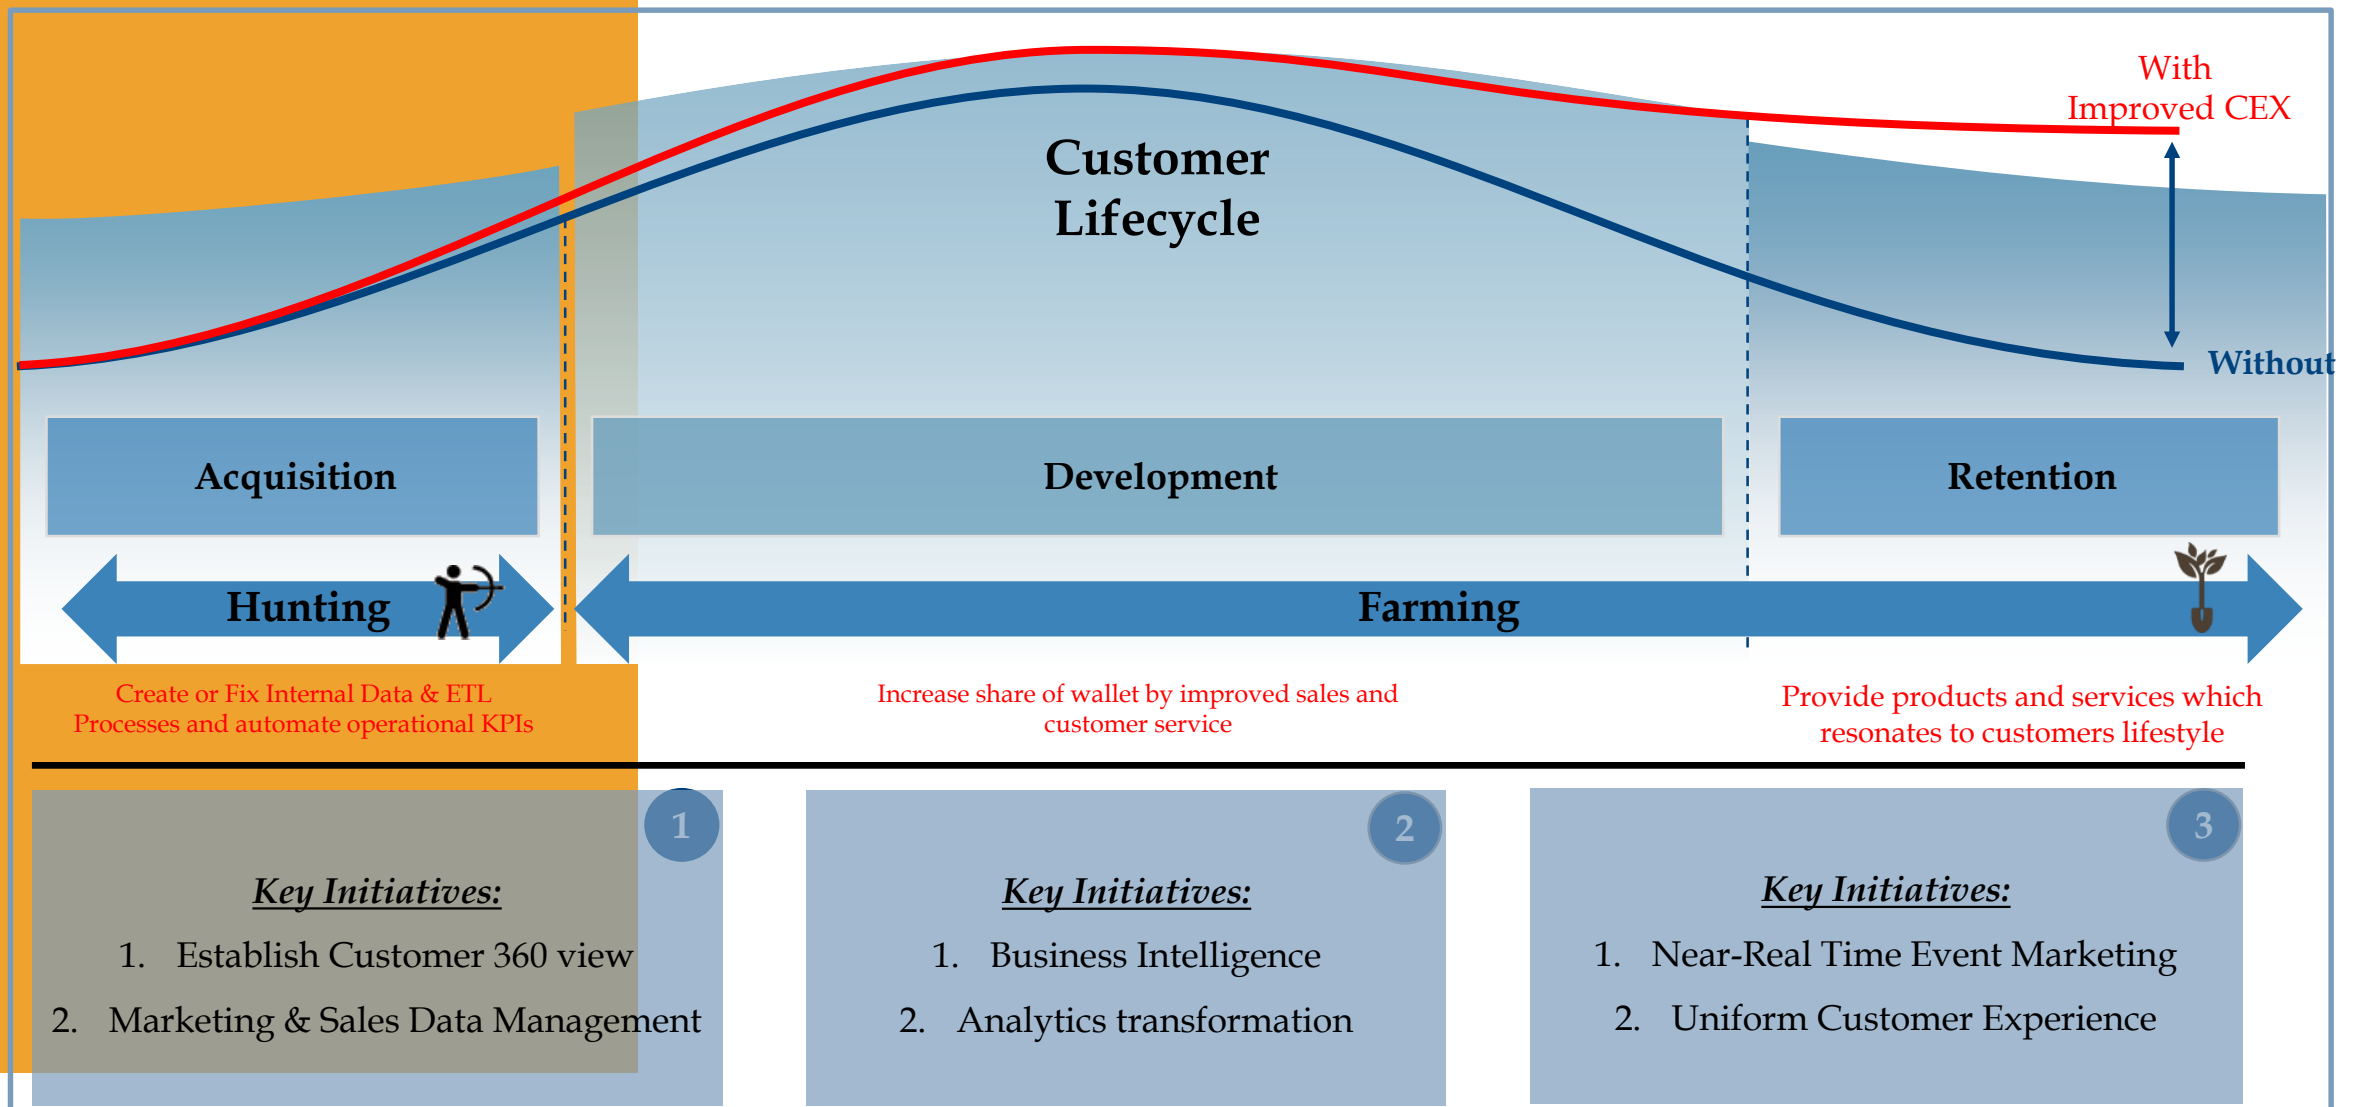 With
Improved CEX
Customer
Lifecycle
Without
Acquisition
Development
Retention
Hunting
Farming
Create or Fix Internal Data & ETL
Processes and automate operational KPIs
Increase share of wallet by improved sales and
customer service
Provide products and services which
resonates to customers lifestyle
1
Key Initiatives:
1. Establish Customer 360 view
2. Marketing & Sales Data Management
2
Key Initiatives:
1. Business Intelligence
2. Analytics transformation
3
Key Initiatives:
1. Near-Real Time Event Marketing
2. Uniform Customer Experience